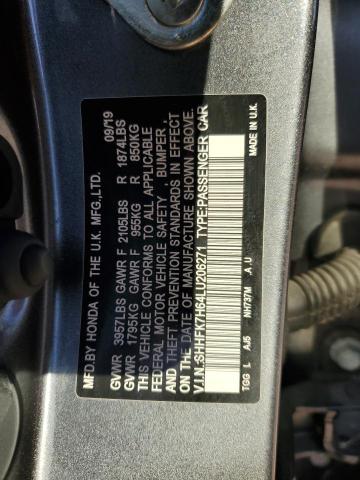 MFD.BY HONDA OF THE U.K. MFG.,LTD. 09/19
GVWR 3957LBS GAWR F 2105LBS R 1874LBS
GVWR 1795KG GAWR F 955KG R 850KG
THIS VEHICLE CONFORMS TO ALL APPLICABLE
FEDERAL MOTOR VEHICLE SAFETY , BUMPER ,
AND THEFT PREVENTION STANDARDS IN EFFECT
ON THE DATE OF MANUFACTURE SHOWN ABOVE.
V.I.N.:SHHFK7H64LU206271 TYPE:PASSENGER CAR
TGG L AJ5 NH737M A U MADE IN U.K.